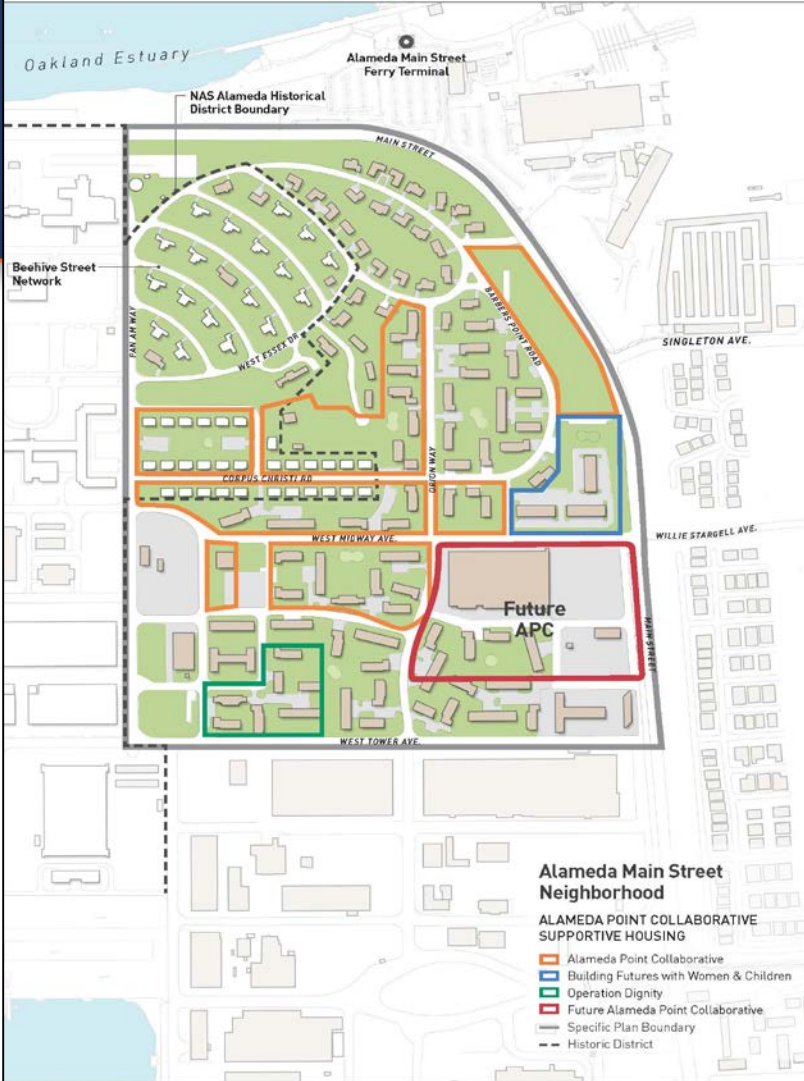 Oakland Estuary
Alameda Main Street
Ferry Terminal
NAS Alameda Historical
District Boundary
MAIN STREET
Beehive Street
Network
PAN AM WAY
WEST ESSEX DR
BARBERS POINT ROAD
SINGLETON AVE.
ORION WAY
CORPUS CHRISTI RD
WEST MIDWAY AVE.
WILLIE STARGELL AVE.
Future
APC
MAIN STREET
WEST TOWER AVE.
Alameda Main Street
Neighborhood
ALAMEDA POINT COLLABORATIVE
SUPPORTIVE HOUSING
Alameda Point Collaborative
Building Futures with Women & Children
Operation Dignity
Future Alameda Point Collaborative
Specific Plan Boundary
Historic District